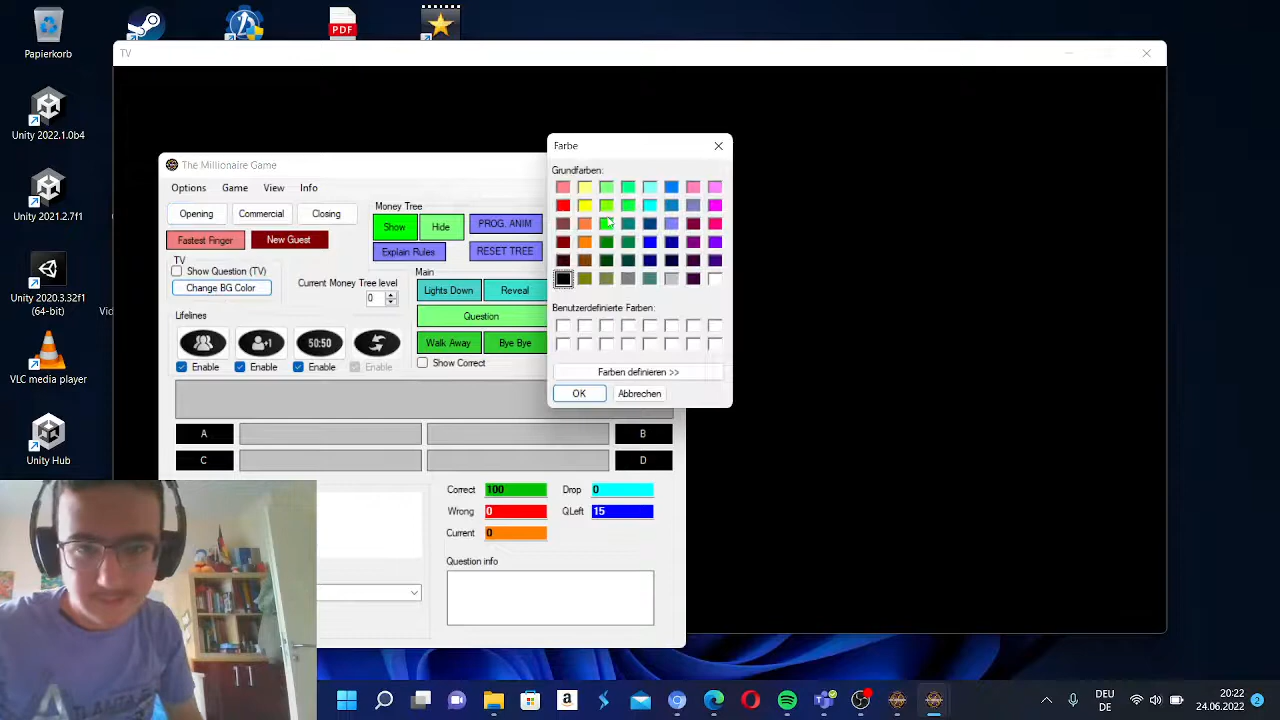 PDF
Papierkorb
TV
Unity 2022.1.0b4
Unity 2021.2.7f1
Unity 2020.3.32f1
(64-bit)
VLC media player
Unity Hub
The Millionaire Game
Options Game View Info
Opening Commercial Closing
Fastest Finger New Guest
Money Tree
Show Hide PROG. ANIM
Explain Rules RESET TREE
TV
Show Question (TV)
Change BG Color
Current Money Tree level
0
Main
Lights Down Reveal
Question
Walk Away Bye Bye
Show Correct
Lifelines
+1 50:50
Enable Enable Enable Enable
A B
C D
Correct 100 Drop 0
Wrong 0 QLeft 15
Current 0
Question info
Farbe
Grundfarben:
Benutzerdefinierte Farben:
Farben definieren >>
OK Abbrechen
DE
DE
20:22
24.06.2022
2